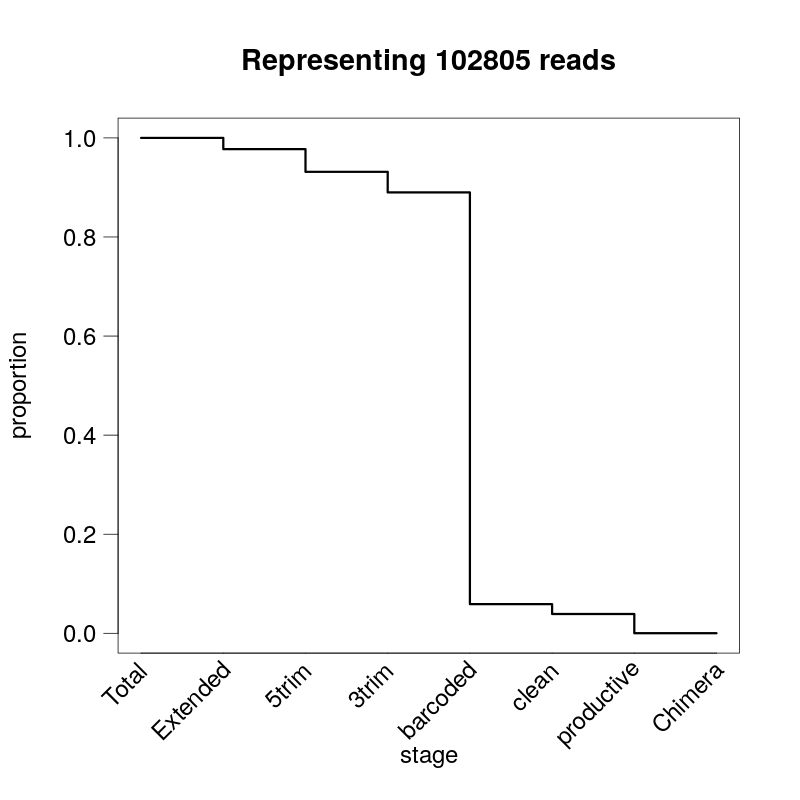 Representing 102805 reads
1.0
0.8
0.6
0.4
0.2
0.0
proportion
Total
Extended
5trim
3trim
barcoded
clean
productive
Chimera
stage